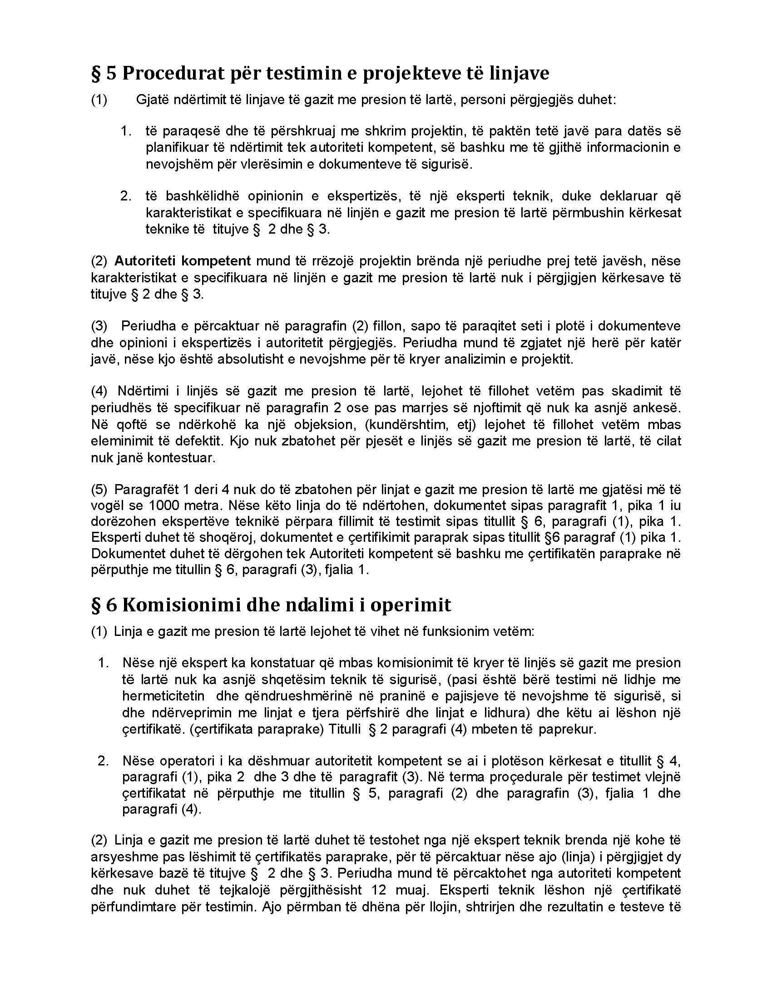 § 5 Procedurat për testimin e projekteve të linjave
(1) Gjatë ndërtimit të linjave të gazit me presion të lartë, personi përgjegjës duhet:
1. të paraqesë dhe të përshkruaj me shkrim projektin, të paktën tetë javë para datës së
planifikuar të ndërtimit tek autoriteti kompetent, së bashku me të gjithë informacionin e
nevojshëm për vlerësimin e dokumenteve të sigurisë.
2. të bashkëlidhë opinionin e ekspertizës, të një eksperti teknik, duke deklaruar që
karakteristikat e specifikuara në linjën e gazit me presion të lartë përmbushin kërkesat
teknike të titujve § 2 dhe § 3.
(2) Autoriteti kompetent mund të rrëzojë projektin brënda një periudhe prej tetë javësh, nëse
karakteristikat e specifikuara në linjën e gazit me presion të lartë nuk i përgjigjen kërkesave të
titujve § 2 dhe § 3.
(3) Periudha e përcaktuar në paragrafin (2) fillon, sapo të paraqitet seti i plotë i dokumenteve
dhe opinioni i ekspertizës i autoritetit përgjegjës. Periudha mund të zgjatet një herë për katër
javë, nëse kjo është absolutisht e nevojshme për të kryer analizimin e projektit.
(4) Ndërtimi i linjës së gazit me presion të lartë, lejohet të fillohet vetëm pas skadimit të
periudhës të specifikuar në paragrafin 2 ose pas marrjes së njoftimit që nuk ka asnjë ankesë.
Në qoftë se ndërkohë ka një objeksion, (kundërshtim, etj) lejohet të fillohet vetëm mbas
eleminimit të defektit. Kjo nuk zbatohet për pjesët e linjës së gazit me presion të lartë, të cilat
nuk janë kontestuar.
(5) Paragrafët 1 deri 4 nuk do të zbatohen për linjat e gazit me presion të lartë me gjatësi më të
vogël se 1000 metra. Nëse këto linja do të ndërtohen, dokumentet sipas paragrafit 1, pika 1 iu
dorëzohen ekspertëve teknikë përpara fillimit të testimit sipas titullit § 6, paragrafi (1), pika 1.
Eksperti duhet të shoqëroj, dokumentet e çertifikimit paraprak sipas titullit §6 paragraf (1) pika 1.
Dokumentet duhet të dërgohen tek Autoriteti kompetent së bashku me çertifikatën paraprake në
përputhje me titullin § 6, paragrafi (3), fjalia 1.
§ 6 Komisionimi dhe ndalimi i operimit
(1) Linja e gazit me presion të lartë lejohet të vihet në funksionim vetëm:
1. Nëse një ekspert ka konstatuar që mbas komisionimit të kryer të linjës së gazit me presion
të lartë nuk ka asnjë shqetësim teknik të sigurisë, (pasi është bërë testimi në lidhje me
hermeticitetin dhe qëndrueshmërinë në praninë e pajisjeve të nevojshme të sigurisë, si
dhe ndërveprimin me linjat e tjera përfshirë dhe linjat e lidhura) dhe këtu ai lëshon një
çertifikatë. (çertifikata paraprake) Titulli § 2 paragrafi (4) mbeten të paprekur.
2. Nëse operatori i ka dëshmuar autoritetit kompetent se ai i plotëson kërkesat e titullit § 4,
paragrafi (1), pika 2 dhe 3 dhe të paragrafit (3). Në terma proçedurale për testimet vlejnë
çertifikatat në përputhje me titullin § 5, paragrafi (2) dhe paragrafin (3), fjalia 1 dhe
paragrafi (4).
(2) Linja e gazit me presion të lartë duhet të testohet nga një ekspert teknik brenda një kohe të
arsyeshme pas lëshimit të çertifikatës paraprake, për të përcaktuar nëse ajo (linja) i përgjigjet dy
kërkesave bazë të titujve § 2 dhe § 3. Periudha mund të përcaktohet nga autoriteti kompetent
dhe nuk duhet të tejkalojë përgjithësisht 12 muaj. Eksperti teknik lëshon një çertifikatë
përfundimtare për testimin. Ajo përmban të dhëna për llojin, shtrirjen dhe rezultatin e testeve të